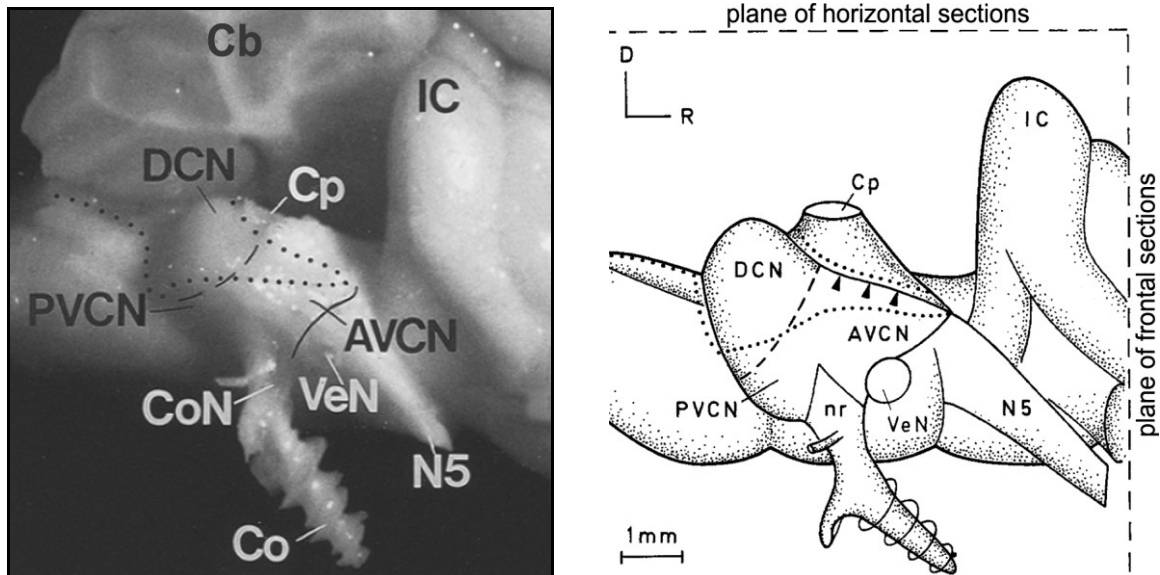 Cb
IC
DCN
Cp
PVCN
AVCN
CoN
VeN
N5
Co
plane of horizontal sections
D
R
IC
Cp
DCN
AVCN
PVCN
nr
VeN
N5
1mm
plane of frontal sections